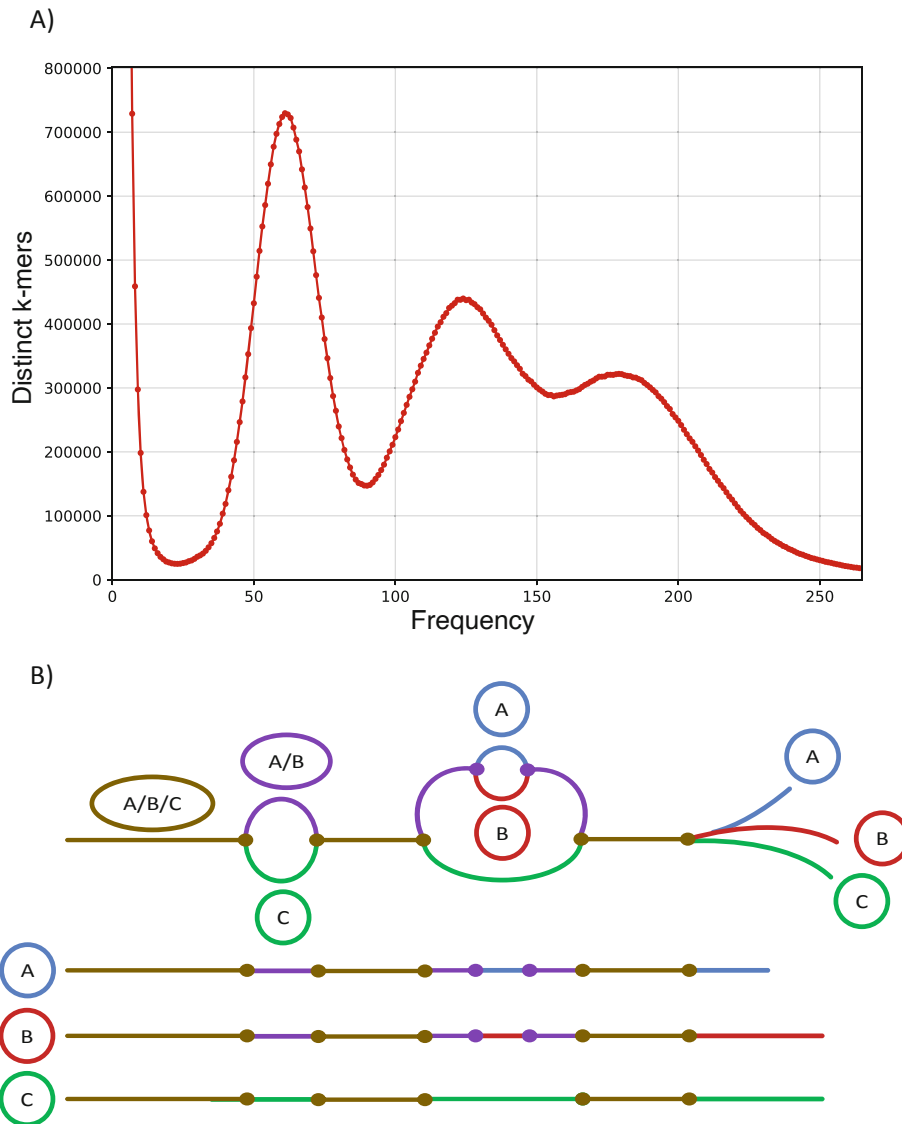 A)
800000
700000
600000
500000
400000
300000
200000
100000
0
Distinct k-mers
0 50 100 150 200 250
Frequency
B)
A
A/B
A
A/B/C
B
B
C
C
A
B
C